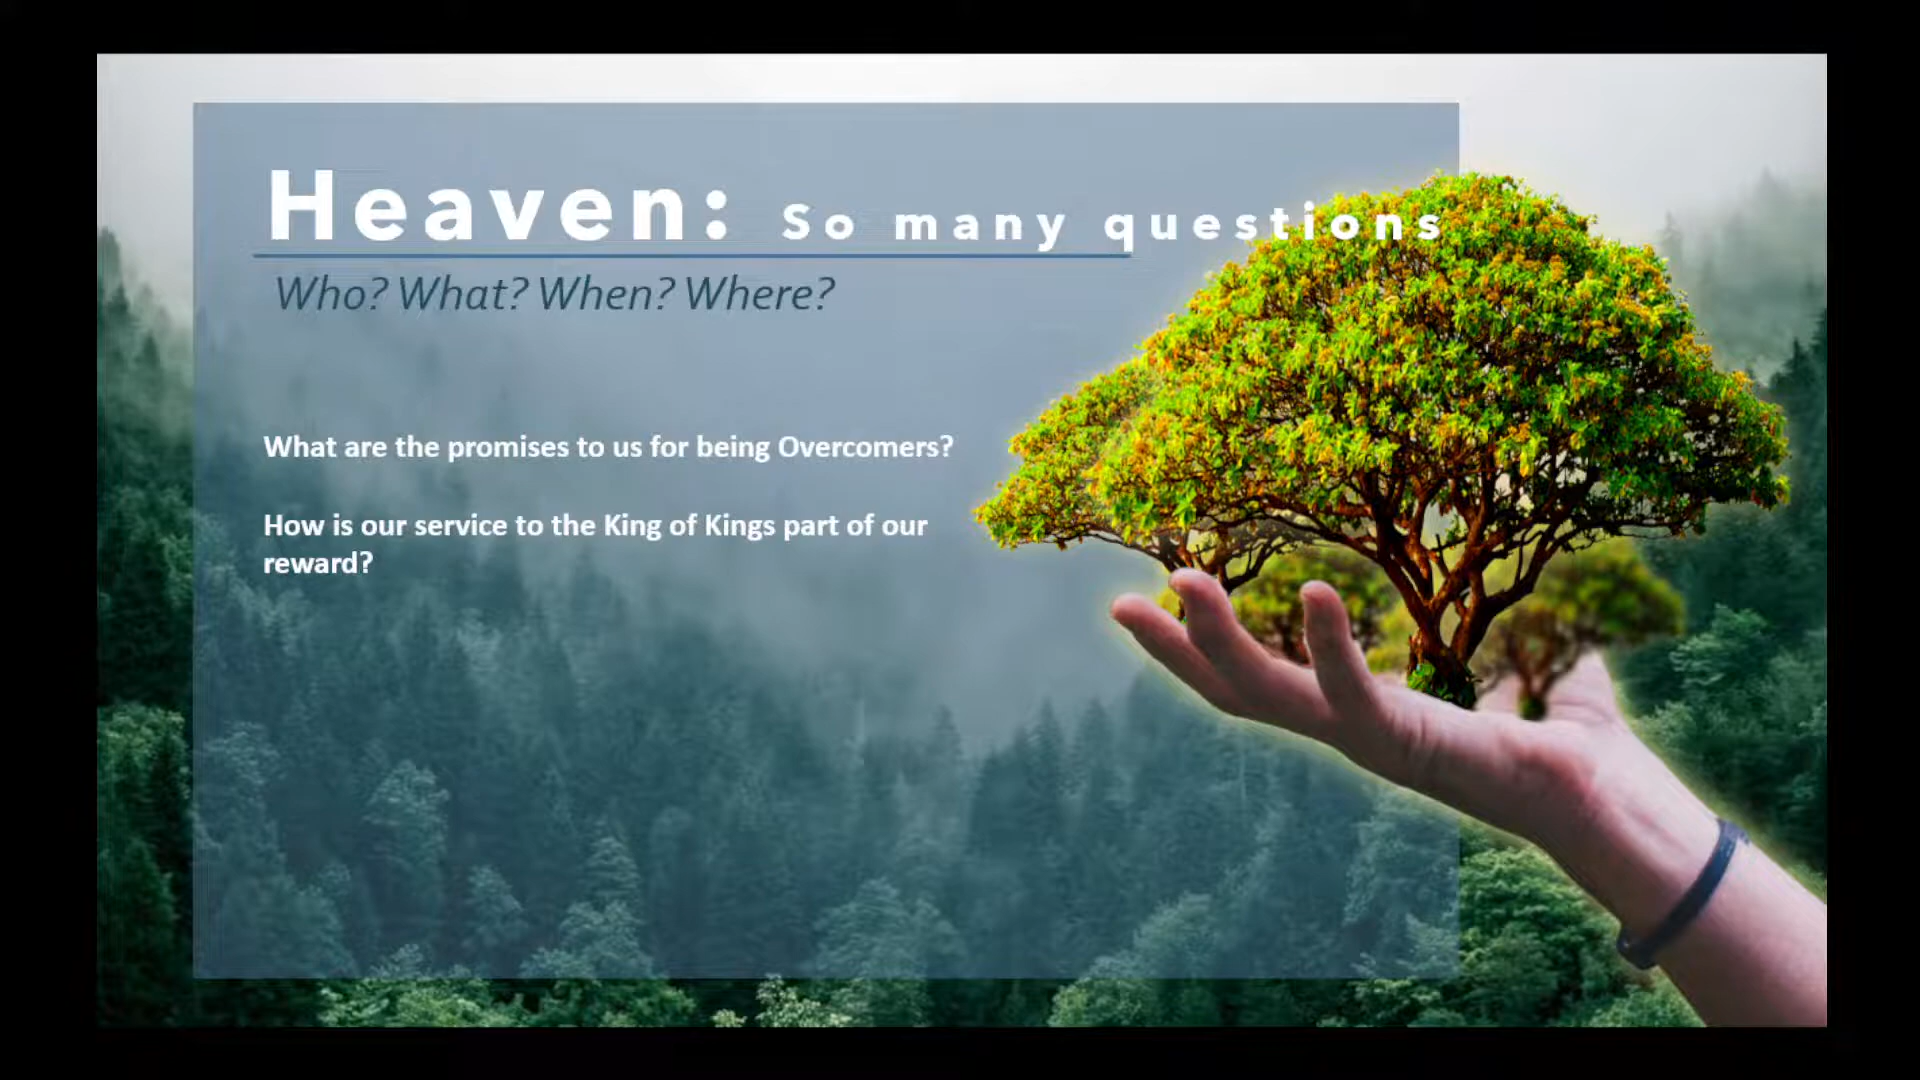 Heaven: So many questions
Who? What? When? Where?
What are the promises to us for being Overcomers?
How is our service to the King of Kings part of our
reward?